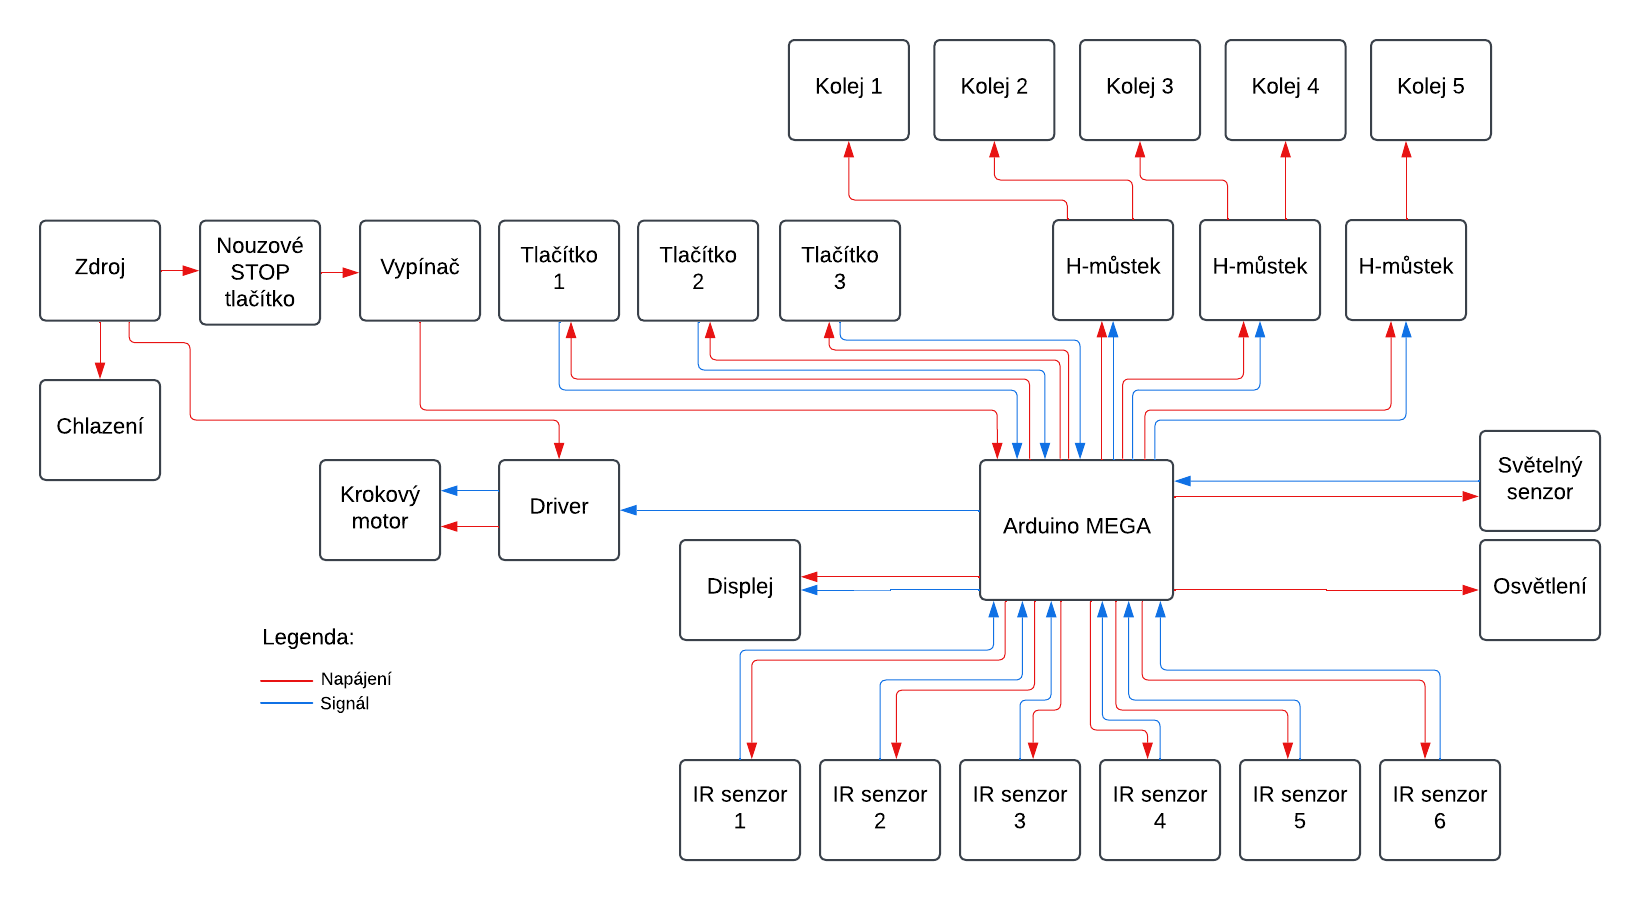 Kolej 1
Kolej 2
Kolej 3
Kolej 4
Kolej 5
Zdroj
Nouzové
STOP
tlačítko
Vypínač
Tlačítko
1
Tlačítko
2
Tlačítko
3
H-můstek
H-můstek
H-můstek
Chlazení
Krokový
motor
Driver
Arduino MEGA
Světelný
senzor
Displej
Osvětlení
Legenda:
Napájení
Signál
IR senzor
1
IR senzor
2
IR senzor
3
IR senzor
4
IR senzor
5
IR senzor
6